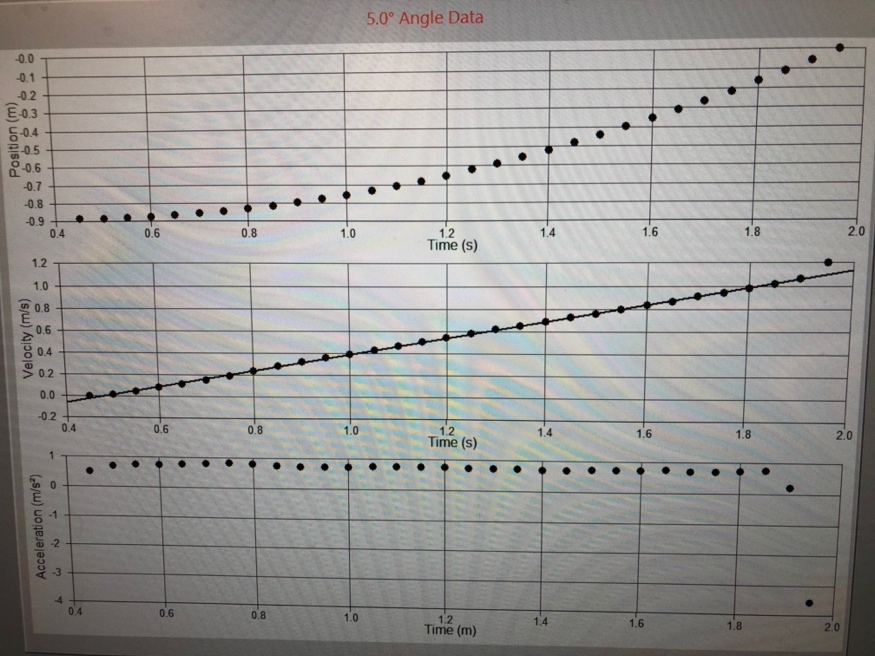 5.0° Angle Data
-0.0
-0.1
-0.2
-0.3
-0.4
-0.5
-0.6
-0.7
-0.8
-0.9
Position (m)
0.4 0.6 0.8 1.0 1.2 1.4 1.6 1.8 2.0
Time (s)
1.2
1.0
0.8
0.6
0.4
0.2
0.0
-0.2
Velocity (m/s)
0.4 0.6 0.8 1.0 1.2 1.4 1.6 1.8 2.0
Time (s)
1
0
-1
-2
-3
-4
Acceleration (m/s²)
0.4 0.6 0.8 1.0 1.2 1.4 1.6 1.8 2.0
Time (m)